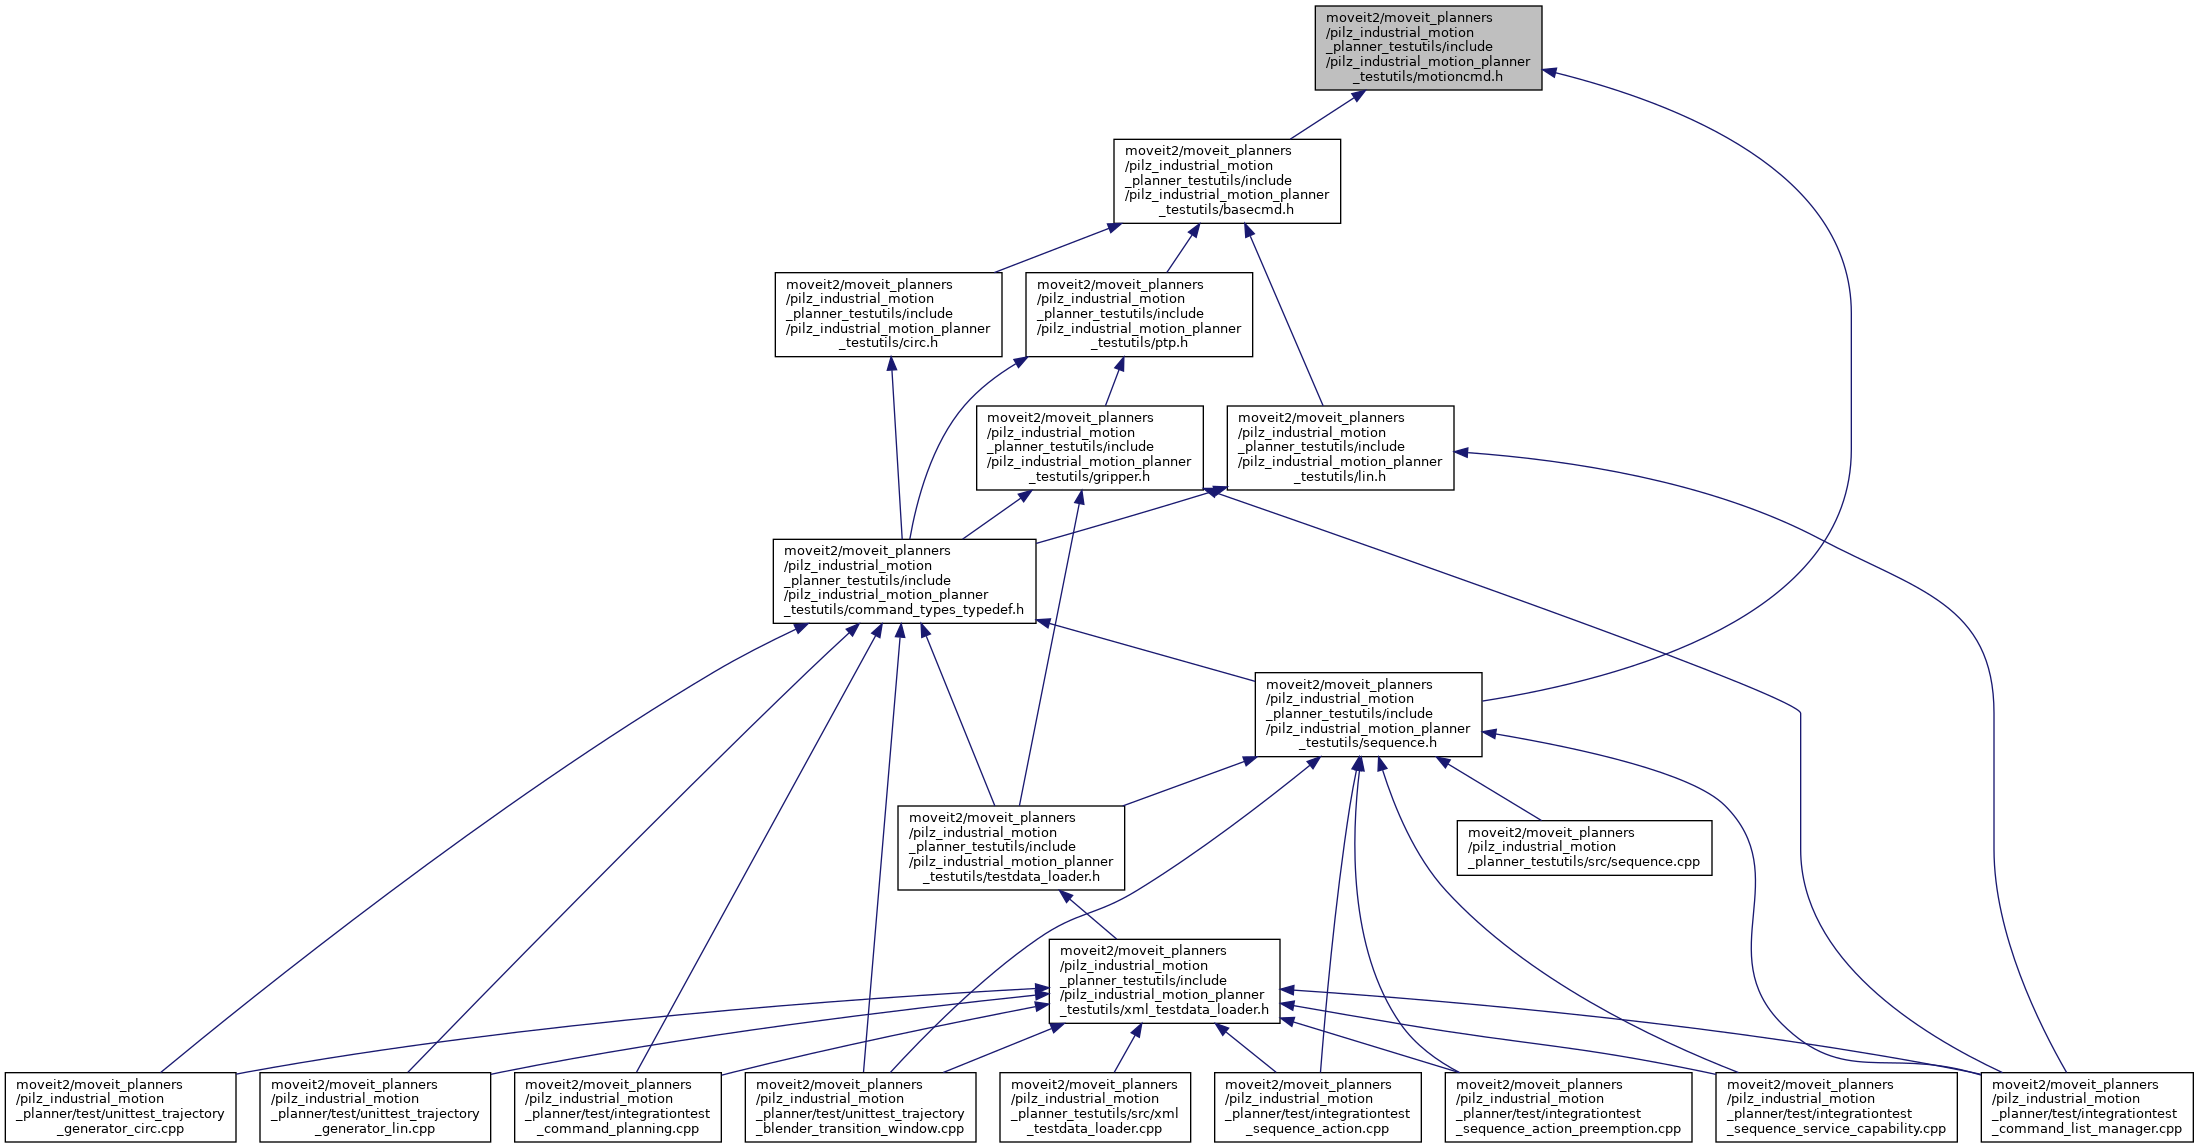 moveit2/moveit_planners
/pilz_industrial_motion
_planner_testutils/include
/pilz_industrial_motion_planner
_testutils/motioncmd.h
moveit2/moveit_planners
/pilz_industrial_motion
_planner_testutils/include
/pilz_industrial_motion_planner
_testutils/basecmd.h
moveit2/moveit_planners
/pilz_industrial_motion
_planner_testutils/include
/pilz_industrial_motion_planner
_testutils/circ.h
moveit2/moveit_planners
/pilz_industrial_motion
_planner_testutils/include
/pilz_industrial_motion_planner
_testutils/ptp.h
moveit2/moveit_planners
/pilz_industrial_motion
_planner_testutils/include
/pilz_industrial_motion_planner
_testutils/gripper.h
moveit2/moveit_planners
/pilz_industrial_motion
_planner_testutils/include
/pilz_industrial_motion_planner
_testutils/lin.h
moveit2/moveit_planners
/pilz_industrial_motion
_planner_testutils/include
/pilz_industrial_motion_planner
_testutils/command_types_typedef.h
moveit2/moveit_planners
/pilz_industrial_motion
_planner_testutils/include
/pilz_industrial_motion_planner
_testutils/sequence.h
moveit2/moveit_planners
/pilz_industrial_motion
_planner_testutils/include
/pilz_industrial_motion_planner
_testutils/testdata_loader.h
moveit2/moveit_planners
/pilz_industrial_motion
_planner_testutils/src/sequence.cpp
moveit2/moveit_planners
/pilz_industrial_motion
_planner_testutils/include
/pilz_industrial_motion_planner
_testutils/xml_testdata_loader.h
moveit2/moveit_planners
/pilz_industrial_motion
_planner/test/unittest_trajectory
_generator_circ.cpp
moveit2/moveit_planners
/pilz_industrial_motion
_planner/test/unittest_trajectory
_generator_lin.cpp
moveit2/moveit_planners
/pilz_industrial_motion
_planner/test/integrationtest
_command_planning.cpp
moveit2/moveit_planners
/pilz_industrial_motion
_planner/test/unittest_trajectory
_blender_transition_window.cpp
moveit2/moveit_planners
/pilz_industrial_motion
_planner_testutils/src/xml
_testdata_loader.cpp
moveit2/moveit_planners
/pilz_industrial_motion
_planner/test/integrationtest
_sequence_action.cpp
moveit2/moveit_planners
/pilz_industrial_motion
_planner/test/integrationtest
_sequence_action_preemption.cpp
moveit2/moveit_planners
/pilz_industrial_motion
_planner/test/integrationtest
_sequence_service_capability.cpp
moveit2/moveit_planners
/pilz_industrial_motion
_planner/test/integrationtest
_command_list_manager.cpp